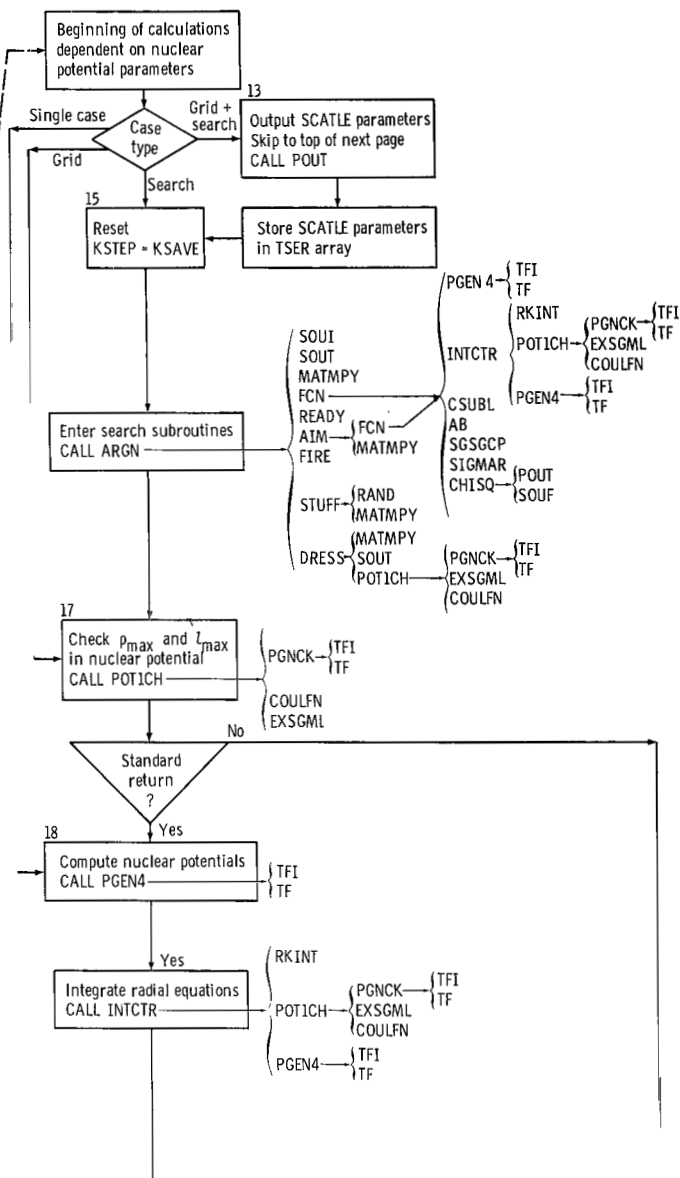 Beginning of calculations
dependent on nuclear
potential parameters
13
Single case
Case
type
Grid +
search
Output SCATLE parameters
Skip to top of next page
CALL POUT
Grid
Search
15
Reset
KSTEP = KSAVE
Store SCATLE parameters
in TSER array
Enter search subroutines
CALL ARGN
SOUI
SOUT
MATMPY
FCN
READY
AIM
FCN
MATMPY
FIRE
STUFF
RAND
MATMPY
DRESS
MATMPY
SOUT
POT1CH
PGNCK
TFI
TF
EXSGML
COULFN
PGEN4
TFI
TF
INTCTR
RKINT
POT1CH
PGNCK
TFI
TF
EXSGML
COULFN
PGEN4
TFI
TF
CSUBL
AB
SGSGCP
SIGMAR
CHISQ
POUT
SOUF
17
Check ρmax and lmax
in nuclear potential
CALL POT1CH
PGNCK
TFI
TF
COULFN
EXSGML
No
Standard
return
?
Yes
18
Compute nuclear potentials
CALL PGEN4
TFI
TF
Yes
Integrate radial equations
CALL INTCTR
RKINT
POT1CH
PGNCK
TFI
TF
EXSGML
COULFN
PGEN4
TFI
TF